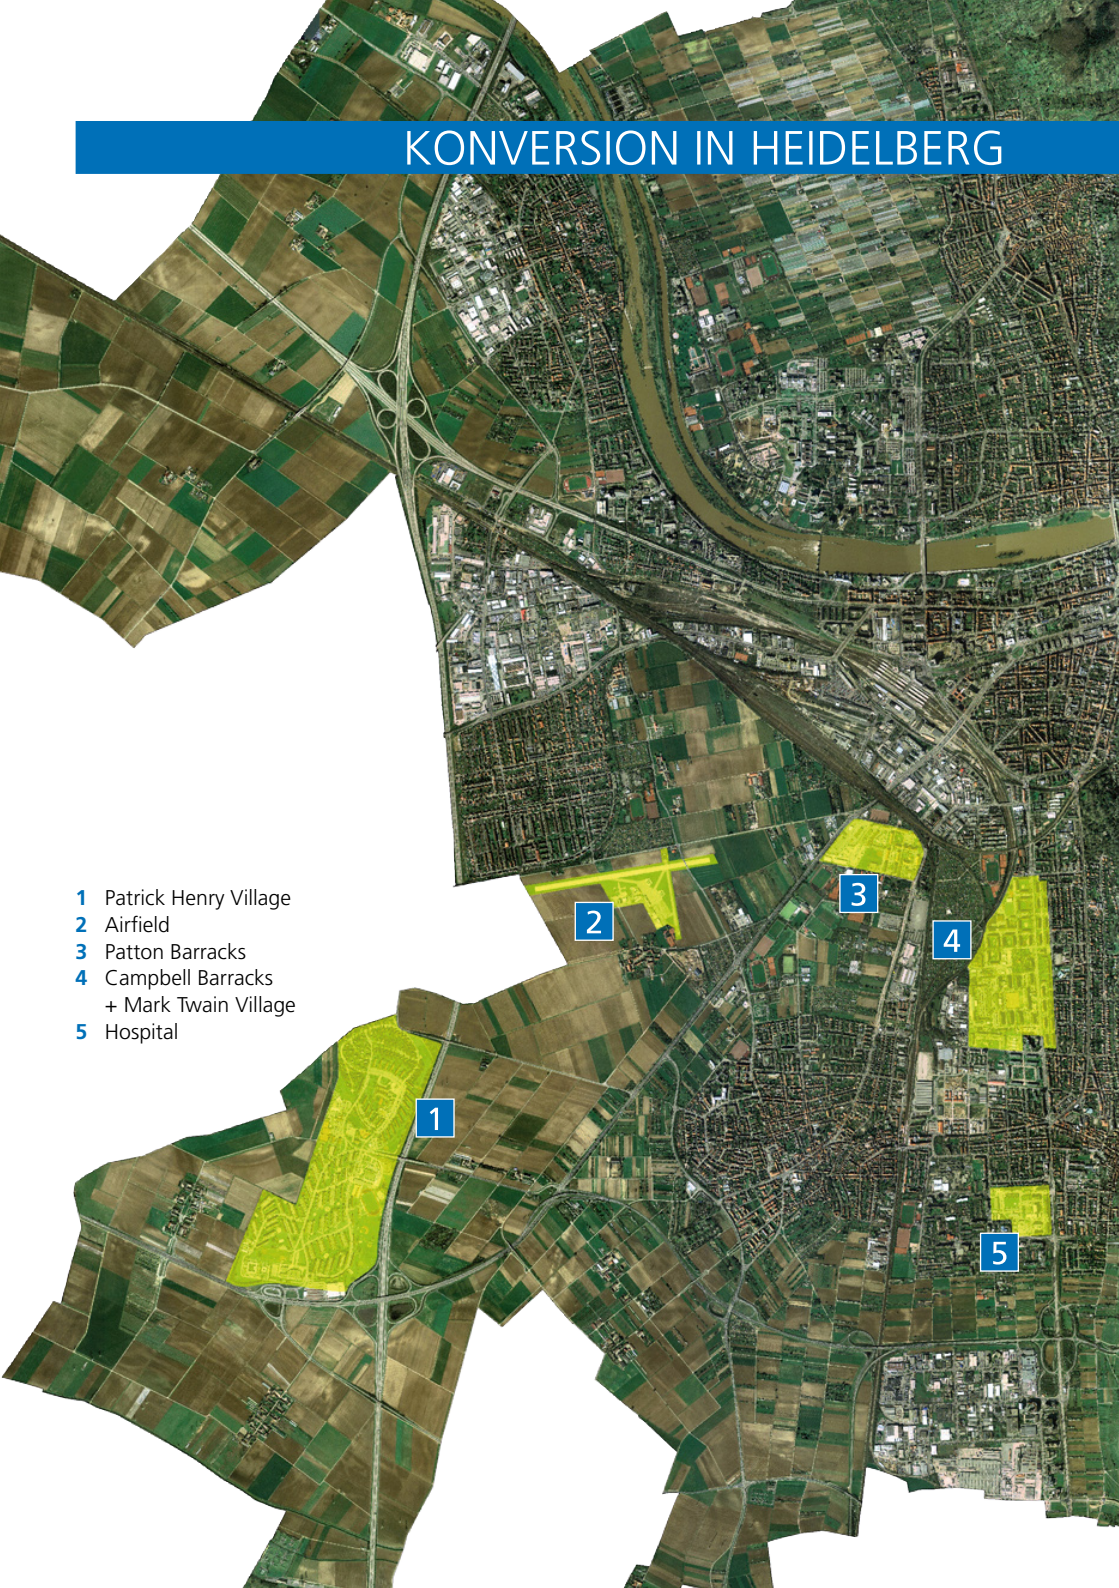 KONVERSION IN HEIDELBERG
1 Patrick Henry Village
2 Airfield
3 Patton Barracks
4 Campbell Barracks
+ Mark Twain Village
5 Hospital
3
2
4
1
5